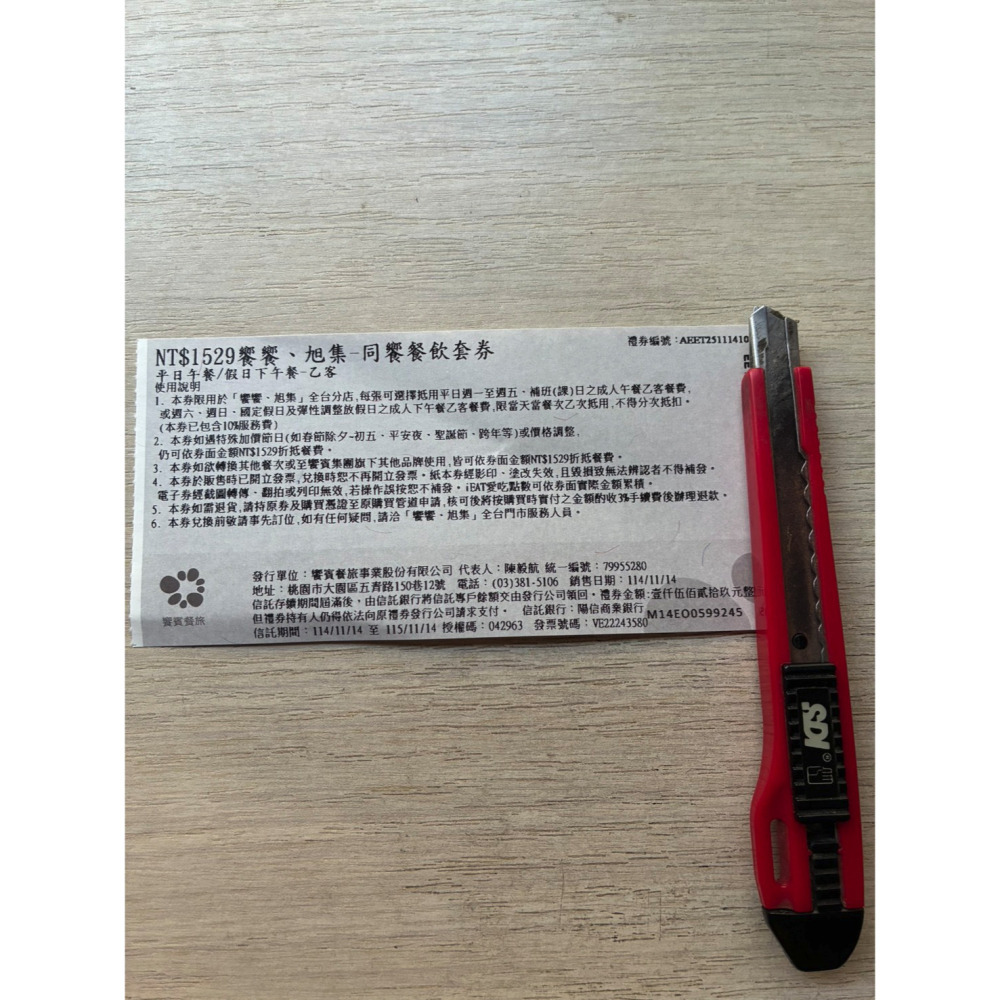 NT$1529饗饗、旭集-同饗餐飲套券
禮券編號：AEET25111410
平日午餐/假日下午餐-乙客
使用說明
1. 本券限用於「饗饗、旭集」全台分店,每張可選擇抵用平日週一至週五、補班(課)日之成人午餐乙客餐費,
或週六、週日、國定假日及彈性調整放假日之成人下午餐乙客餐費,限當天當餐次乙次抵用,不得分次抵扣。
(本券已包含10%服務費)
2. 本券如遇特殊加價節日(如春節除夕~初五、平安夜、聖誕節、跨年等)或價格調整,
仍可依券面金額NT$1529折抵餐費。
3. 本券如欲轉換其他餐次或至饗賓集團旗下其他品牌使用,皆可依券面金額NT$1529折抵餐費。
4. 本券於販售時已開立發票,兌換時恕不再開立發票。紙本券經影印、塗改失效,且毀損致無法辨認者不得補發。
電子券經截圖轉傳、翻拍或列印無效,若操作誤按恕不補發。iEAT愛吃點數可依券面實際金額累積。
5. 本券如需退貨,請持原券及購買憑證至原購買管道申請,核可後將按購買時實付之金額酌收3%手續費後辦理退款。
6. 本券兌換前敬請事先訂位,如有任何疑問,請洽「饗饗、旭集」全台門市服務人員。
發行單位：饗賓餐旅事業股份有限公司 代表人：陳毅航 統一編號：79955280
地址：桃園市大園區五青路150巷12號 電話：(03)381-5106 銷售日期：114/11/14
信託存續期間屆滿後，由信託銀行將信託專戶餘額交由發行公司領回。禮券金額:壹仟伍佰貳拾玖元整
但禮券持有人仍得依法向原禮券發行公司請求支付。 信託銀行：陽信商業銀行
M14EO0599245
信託期間：114/11/14 至 115/11/14 授權碼：042963 發票號碼：VE22243580
饗賓餐旅
SDI
®